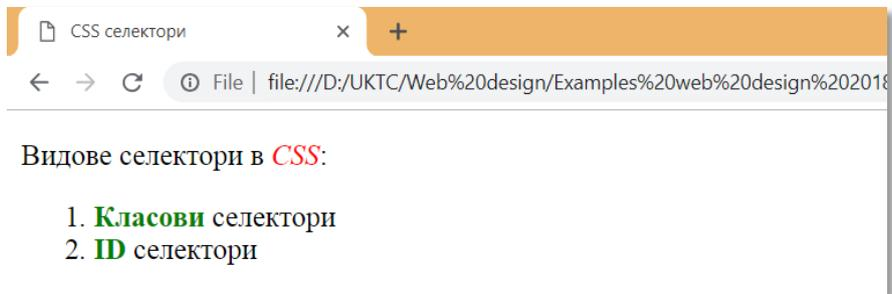 CSS селектори
File | file:///D:/UKTC/Web%20design/Examples%20web%20design%202018
Видове селектори в CSS:
1. Класови селектори
2. ID селектори